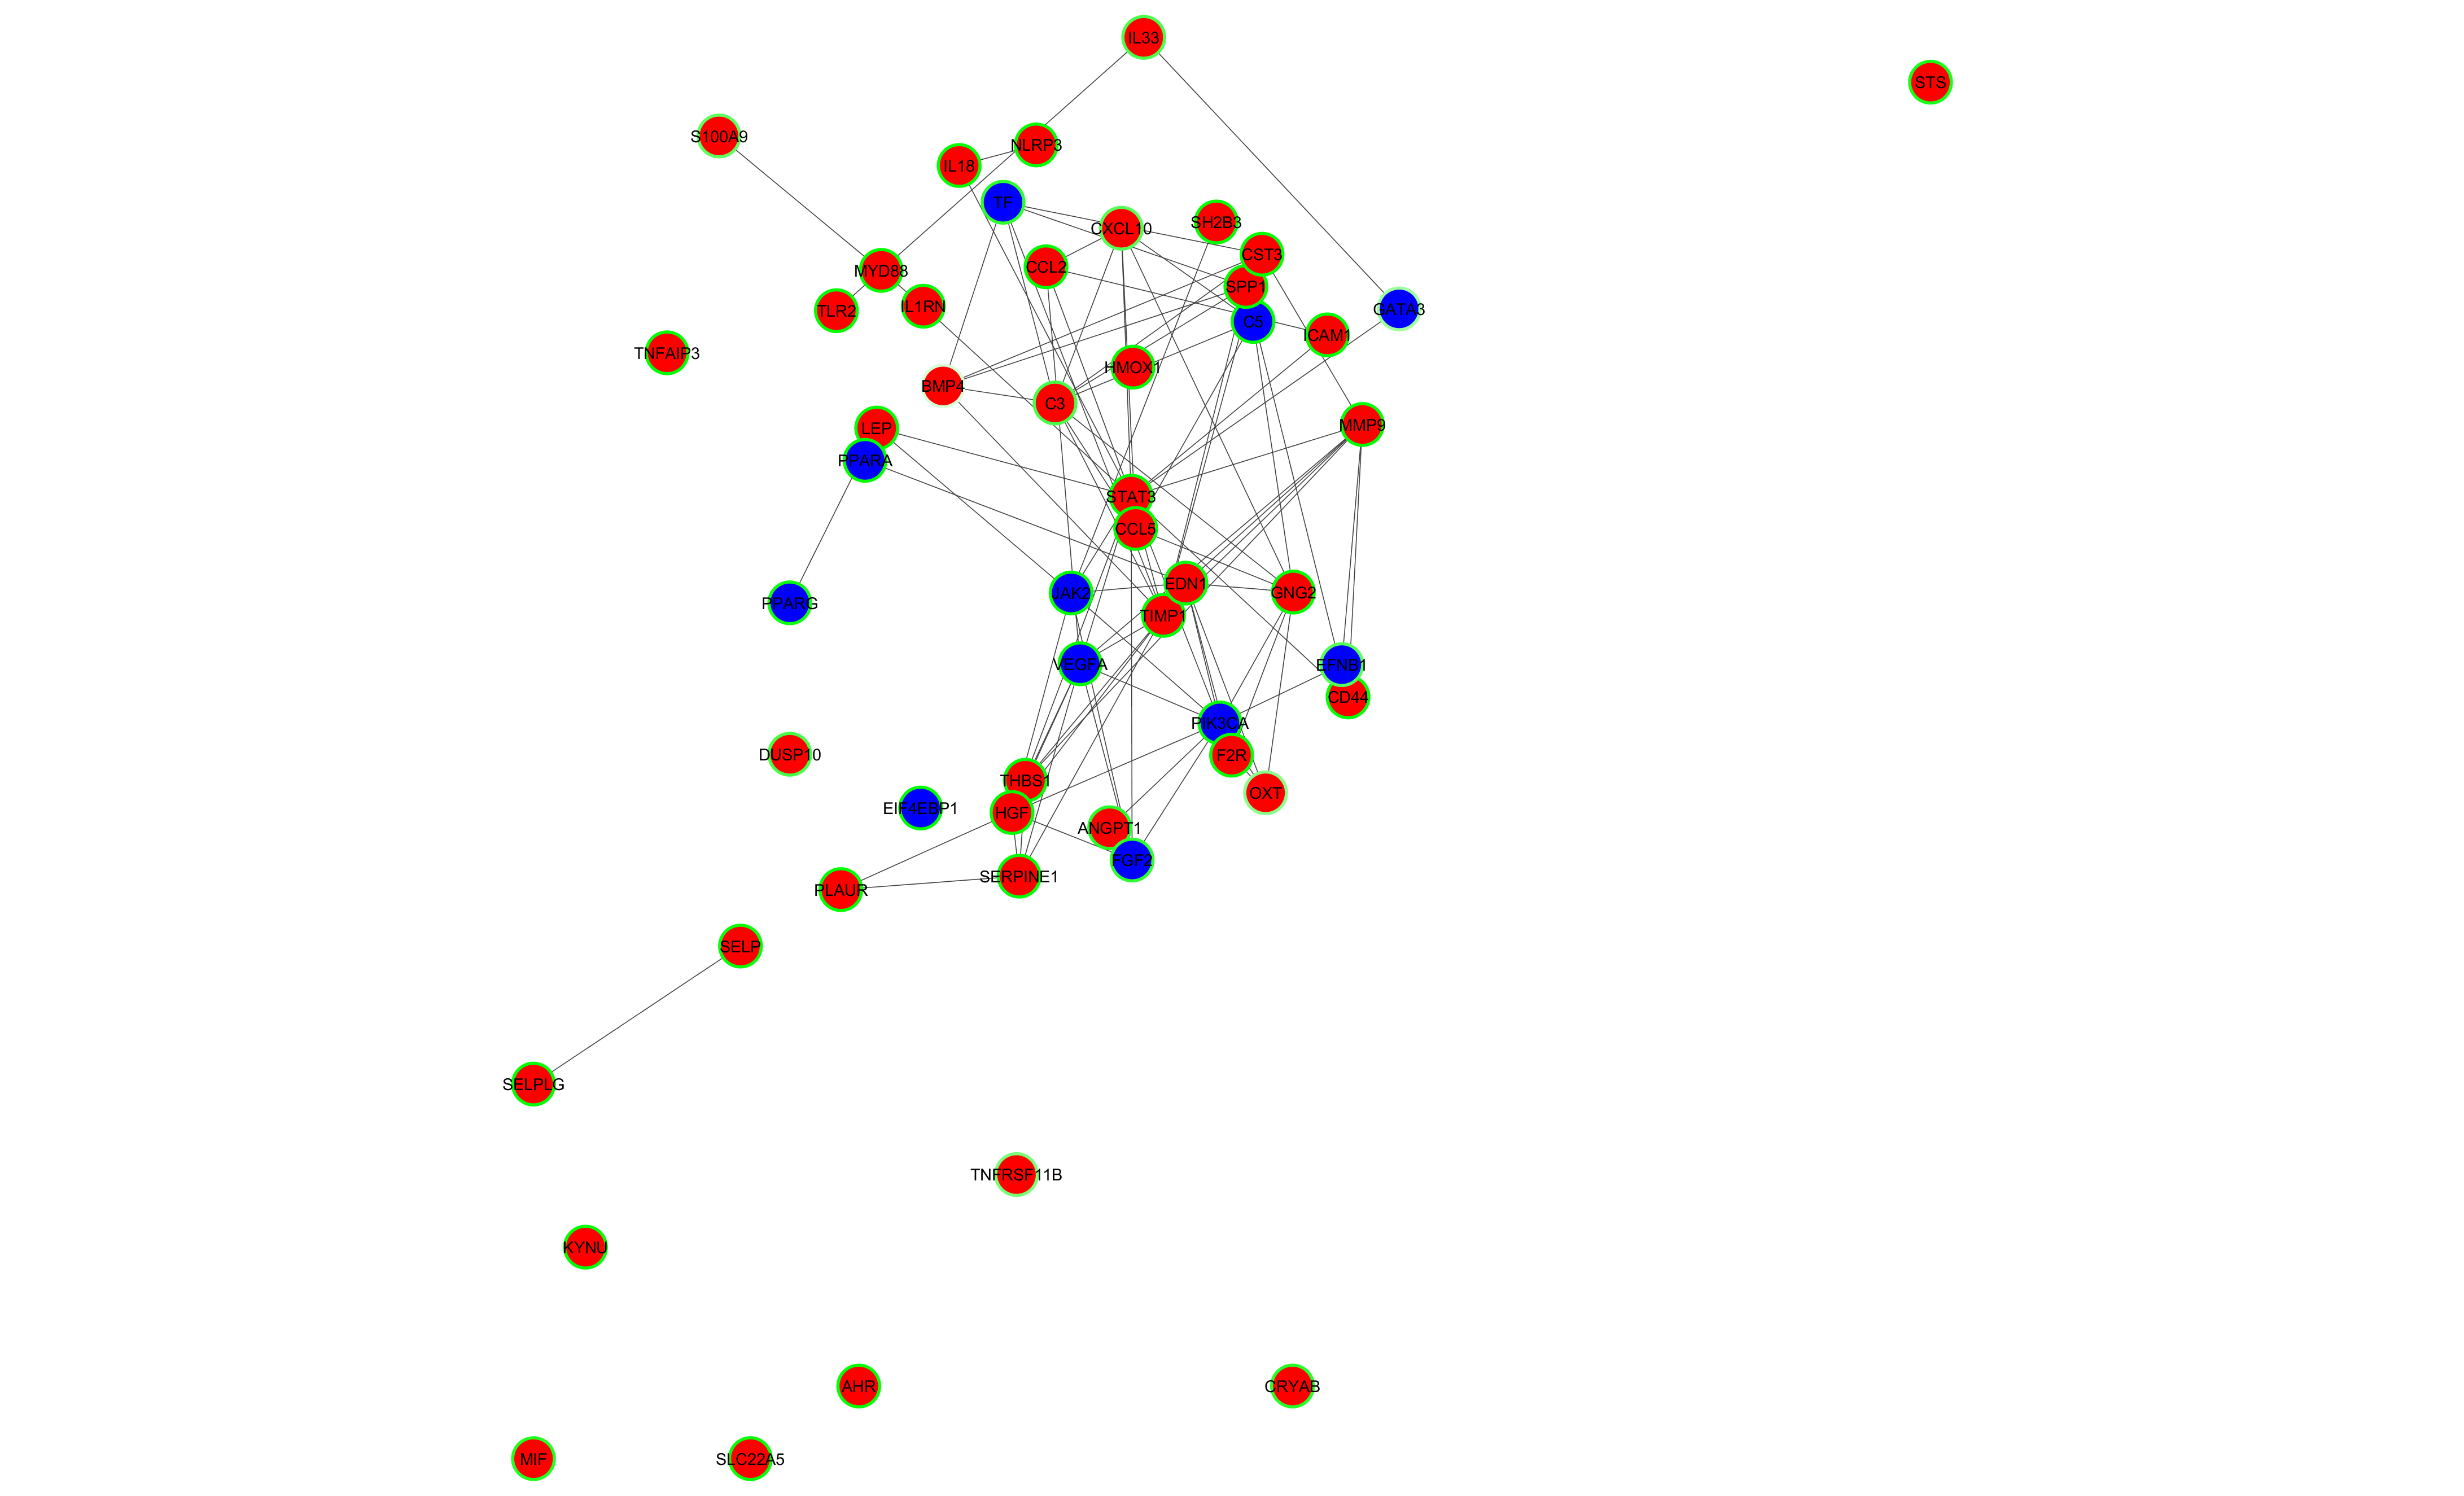 IL33
STS
S100A9
NLRP3
IL18
TF
SH2B3
CXCL10
CST3
CCL2
MYD88
SPP1
IL1RN
GATA3
TLR2
C5
ICAM1
TNFAIP3
HMOX1
BMP4
C3
MMP9
LEP
PPARA
STAT3
CCL5
EDN1
JAK2
GNG2
PPARG
TIMP1
VEGFA
EFNB1
CD44
PIK3CA
DUSP10
F2R
THBS1
OXT
EIF4EBP1
HGF
ANGPT1
FGF2
SERPINE1
PLAUR
SELP
SELPLG
TNFRSF11B
KYNU
AHR
CRYAB
MIF
SLC22A5